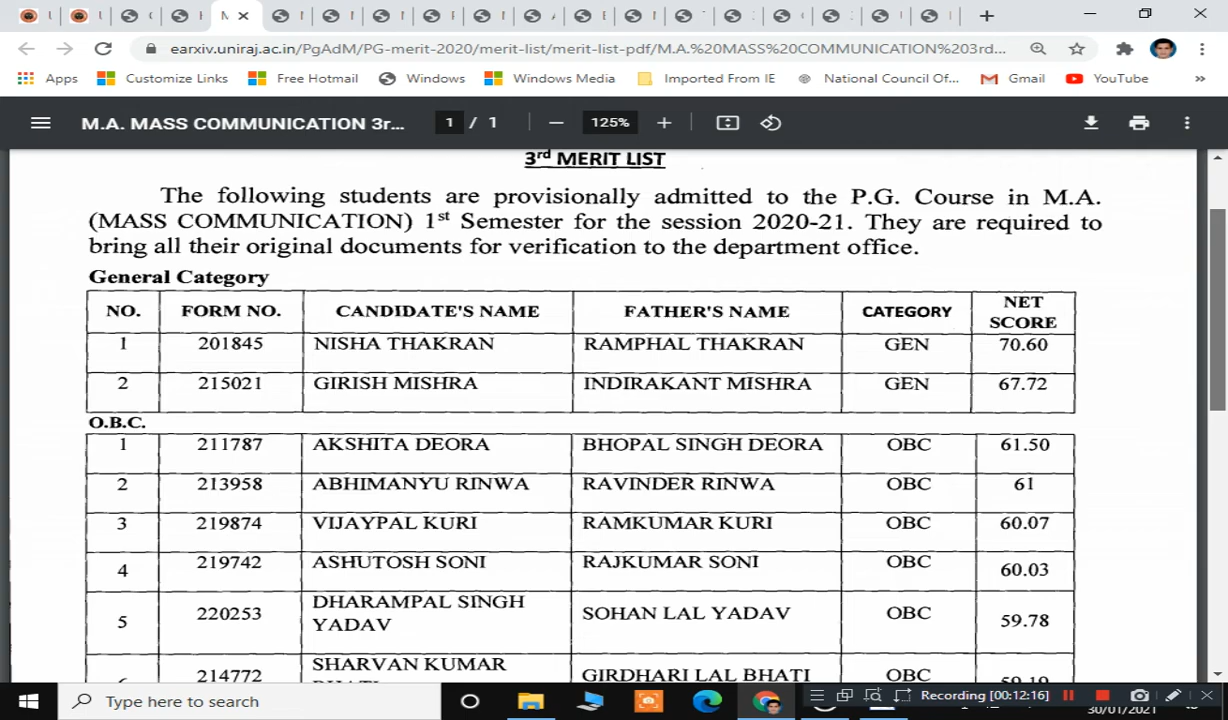 earxiv.uniraj.ac.in/PgAdM/PG-merit-2020/merit-list/merit-list-pdf/M.A.%20MASS%20COMMUNICATION%203rd...
Apps Customize Links Free Hotmail Windows Windows Media Imported From IE National Council Of... Gmail YouTube »
M.A. MASS COMMUNICATION 3r... 1 / 1 — 125% +
3rd MERIT LIST
The following students are provisionally admitted to the P.G. Course in M.A.
(MASS COMMUNICATION) 1st Semester for the session 2020-21. They are required to
bring all their original documents for verification to the department office.
General Category
NO. FORM NO. CANDIDATE'S NAME FATHER'S NAME CATEGORY NET SCORE
1 201845 NISHA THAKRAN RAMPHAL THAKRAN GEN 70.60
2 215021 GIRISH MISHRA INDIRAKANT MISHRA GEN 67.72
O.B.C.
1 211787 AKSHITA DEORA BHOPAL SINGH DEORA OBC 61.50
2 213958 ABHIMANYU RINWA RAVINDER RINWA OBC 61
3 219874 VIJAYPAL KURI RAMKUMAR KURI OBC 60.07
4 219742 ASHUTOSH SONI RAJKUMAR SONI OBC 60.03
5 220253 DHARAMPAL SINGH YADAV SOHAN LAL YADAV OBC 59.78
214772 SHARVAN KUMAR GIRDHARI LAL BHATI OBC
Type here to search
Recording [00:12:16]
30/01/2021